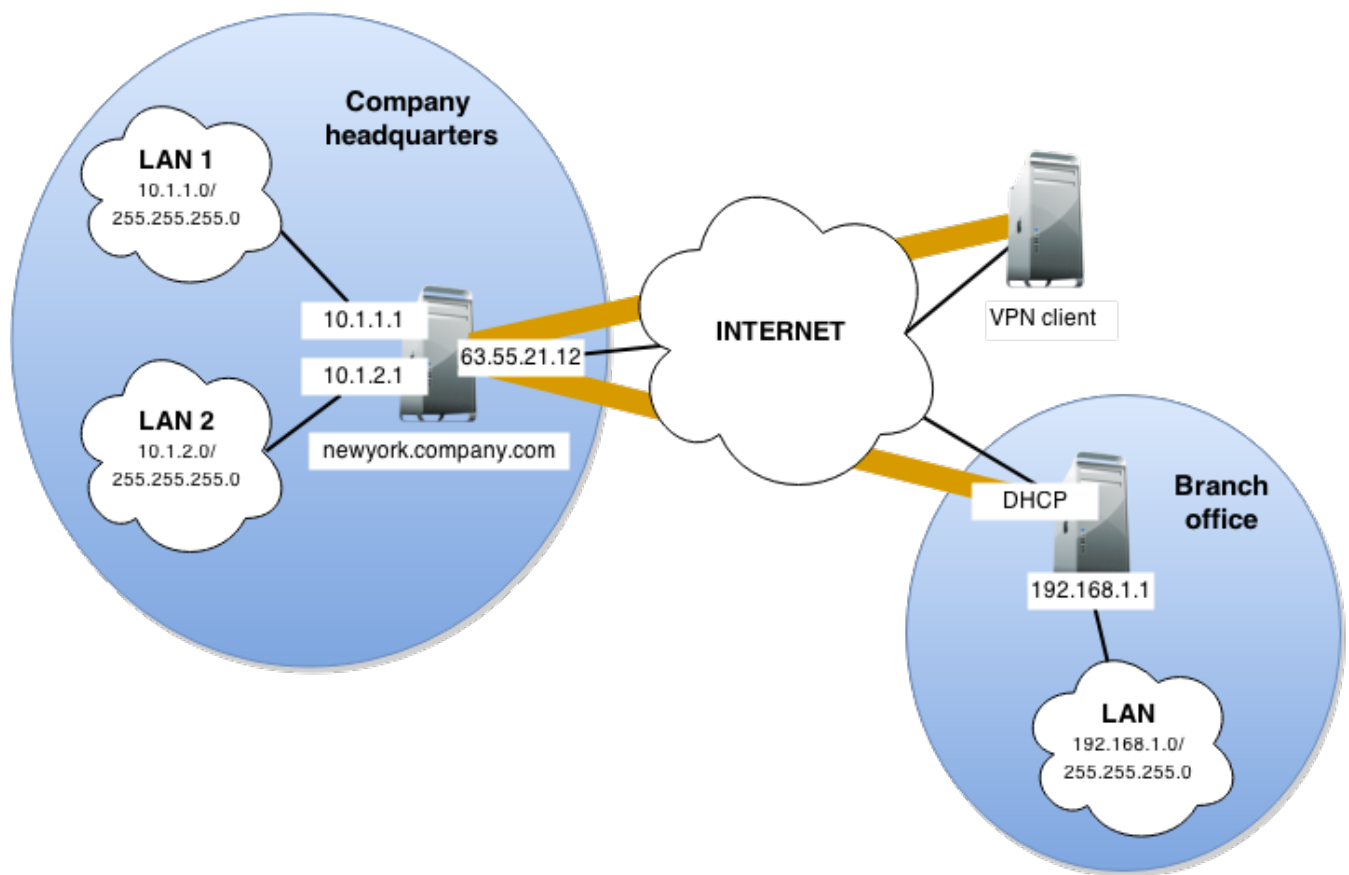 Company
headquarters
LAN 1
10.1.1.0/
255.255.255.0
10.1.1.1
10.1.2.1
63.55.21.12
newyork.company.com
LAN 2
10.1.2.0/
255.255.255.0
INTERNET
VPN client
DHCP
Branch
office
192.168.1.1
LAN
192.168.1.0/
255.255.255.0